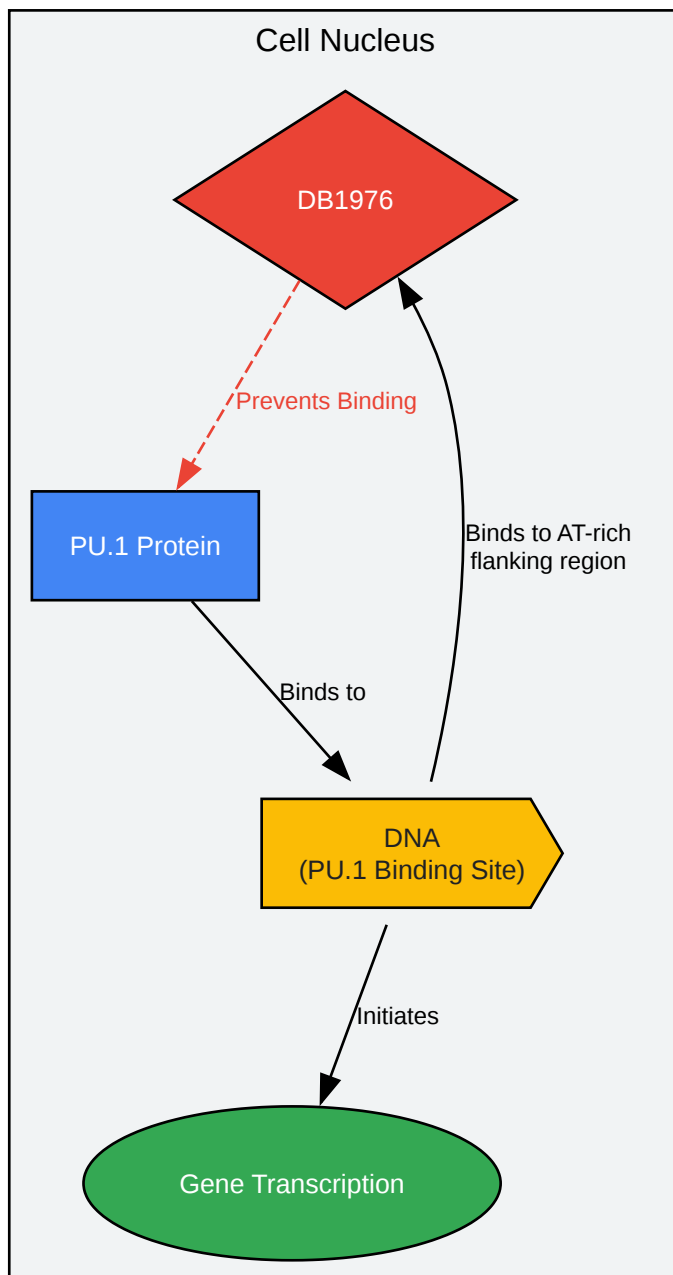 Cell Nucleus
DB1976
Prevents Binding
PU.1 Protein
Binds to AT-rich
flanking region
Binds to
DNA
(PU.1 Binding Site)
Initiates
Gene Transcription